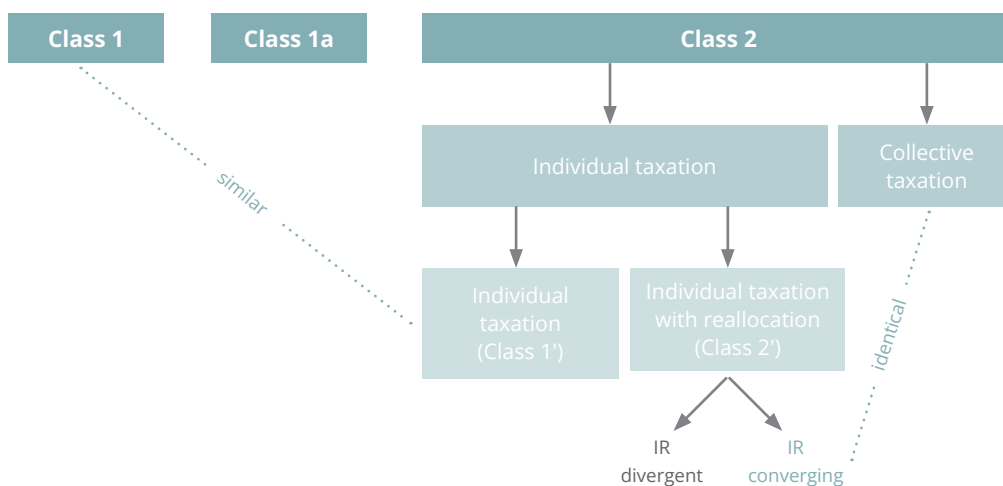 Class 1
Class 1a
Class 2
Individual taxation
Collective
taxation
similar
Individual
taxation
(Class 1')
Individual taxation
with reallocation
(Class 2')
identical
IR
divergent
IR
converging